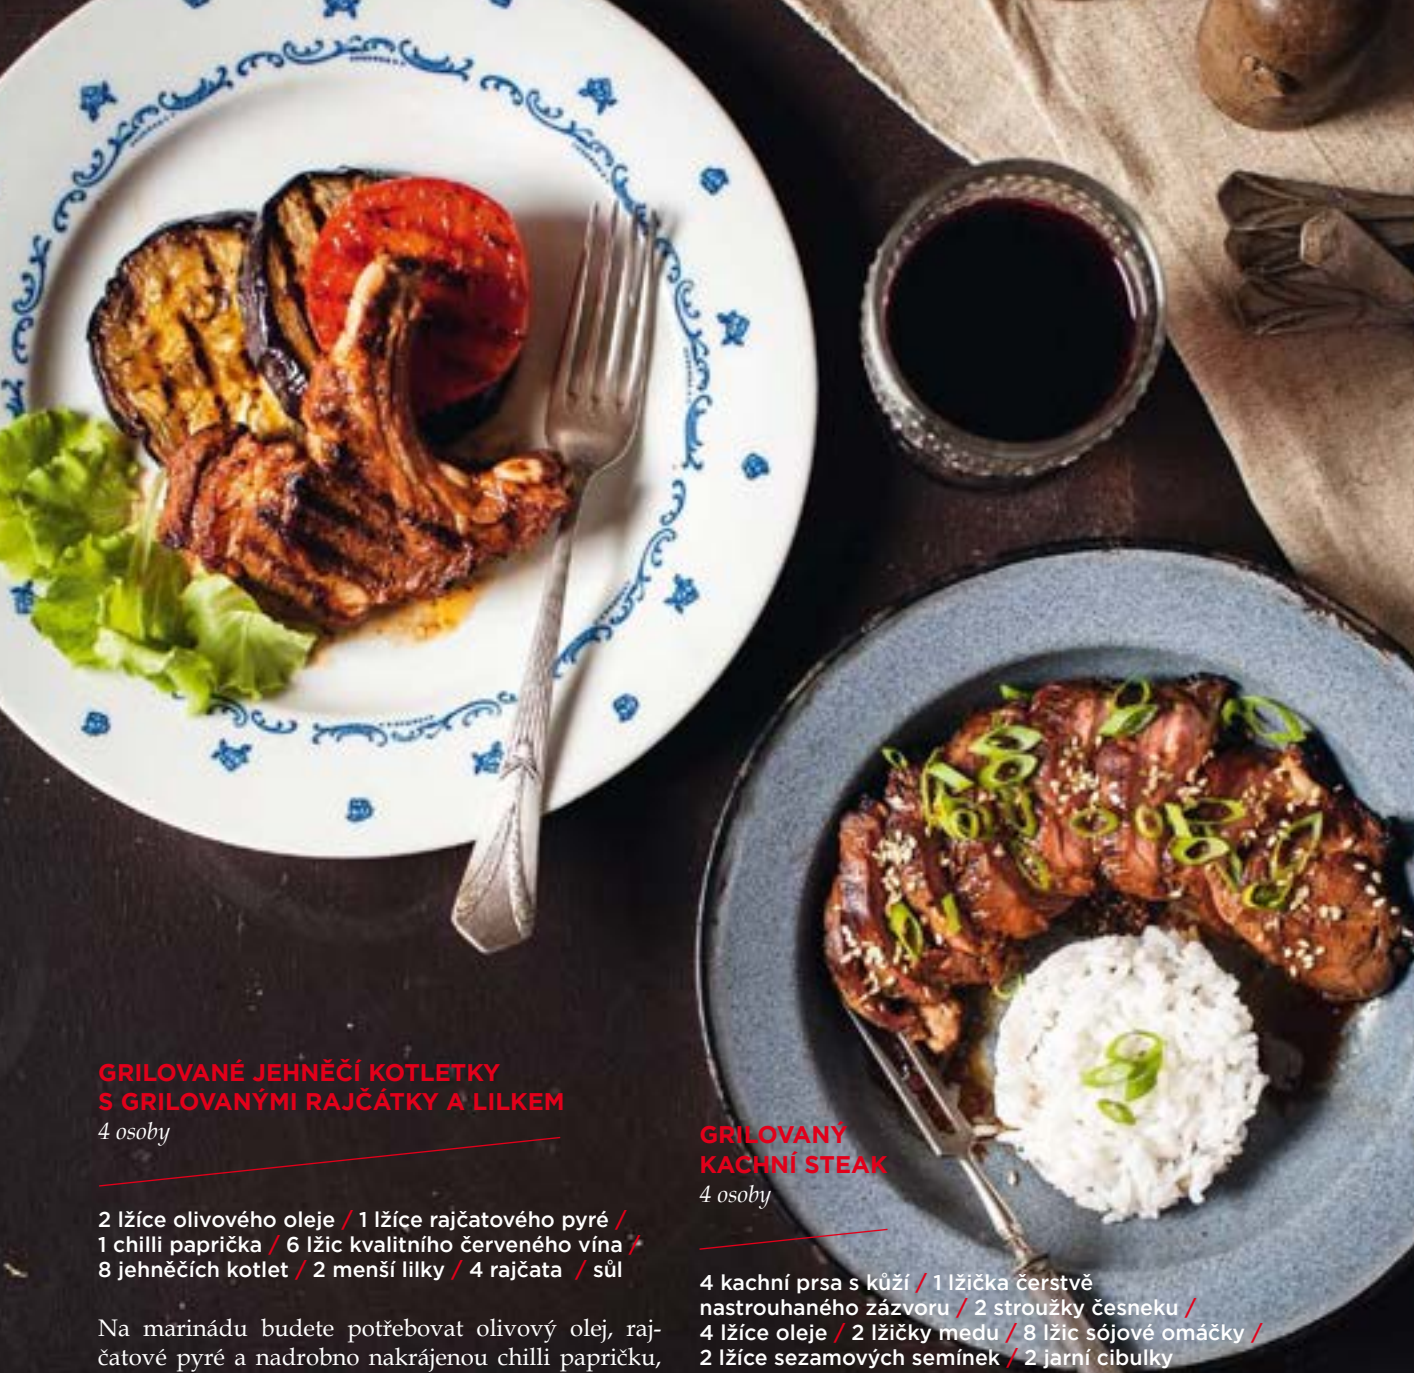 GRILOVANÉ JEHNĚČÍ KOTLETKY
S GRILOVANÝMI RAJČÁTKY A LILKEM
4 osoby
2 lžíce olivového oleje / 1 lžíce rajčatového pyré /
1 chilli paprička / 6 lžic kvalitního červeného vína /
8 jehněčích kotlet / 2 menší lilky / 4 rajčata / sůl
Na marinádu budete potřebovat olivový olej, raj-
čatové pyré a nadrobno nakrájenou chilli papričku,
GRILOVANÝ
KACHNÍ STEAK
4 osoby
4 kachní prsa s kůží / 1 lžička čerstvě
nastrouhaného zázvoru / 2 stroužky česneku /
4 lžíce oleje / 2 lžičky medu / 8 lžic sójové omáčky /
2 lžíce sezamových semínek / 2 jarní cibulky